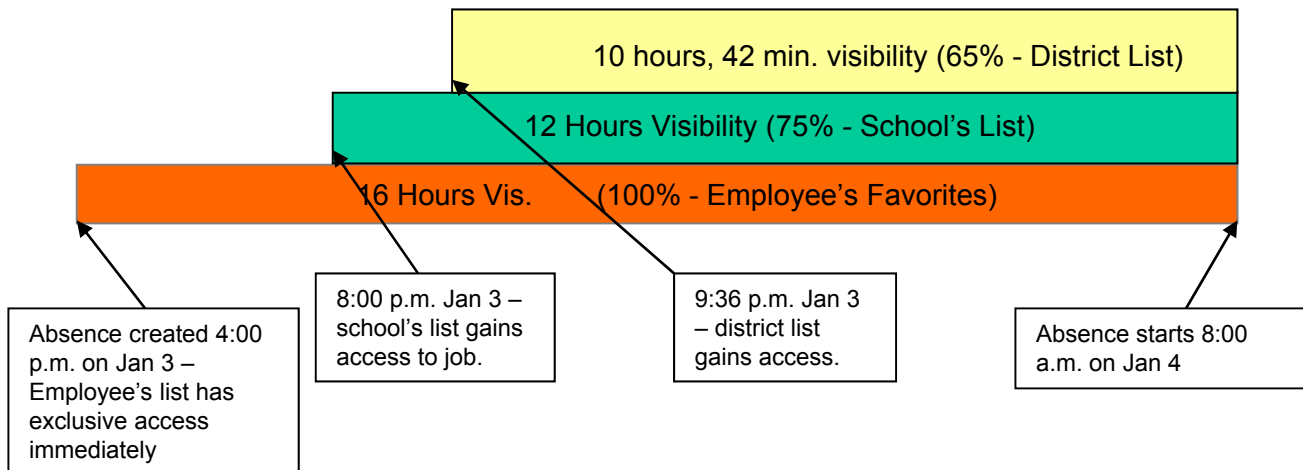 10 hours, 42 min. visibility (65% - District List)
12 Hours Visibility (75% - School’s List)
16 Hours Vis. (100% - Employee’s Favorites)
Absence created 4:00
p.m. on Jan 3 –
Employee’s list has
exclusive access
immediately
8:00 p.m. Jan 3 –
school’s list gains
access to job.
9:36 p.m. Jan 3
– district list
gains access.
Absence starts 8:00
a.m. on Jan 4